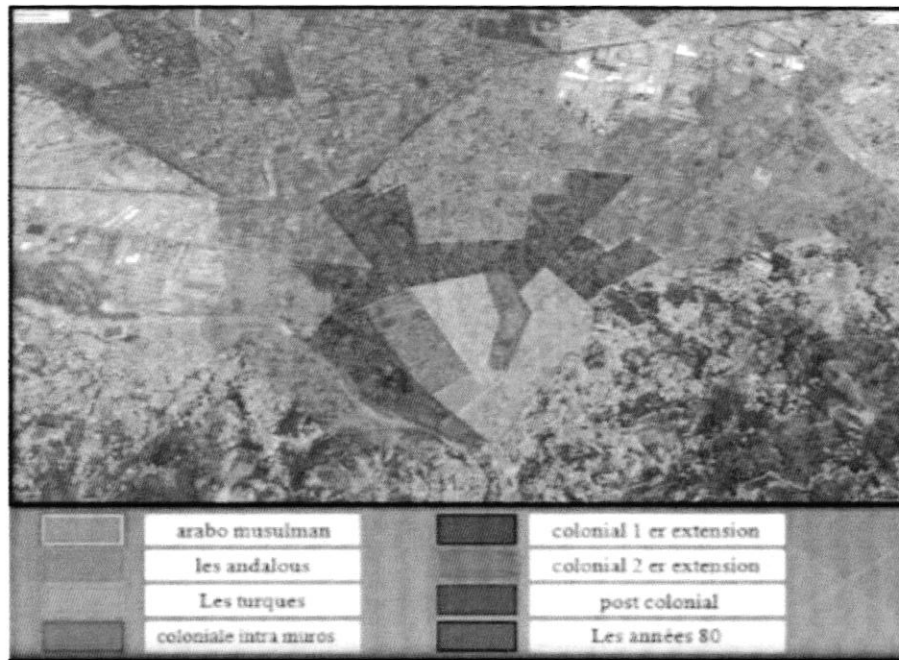 arabo musulman
les andalous
Les turques
coloniale intra muros
colonial 1 er extension
colonial 2 er extension
post colonial
Les années 80